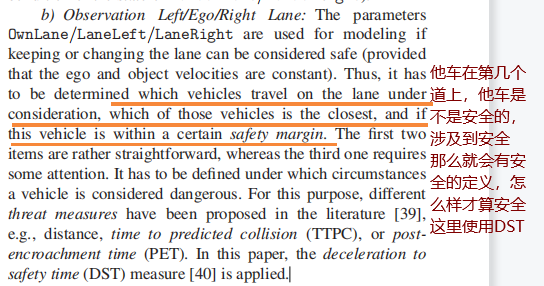 b) Observation Left/Ego/Right Lane: The parameters
OwnLane/LaneLeft/LaneRight are used for modeling if
keeping or changing the lane can be considered safe (provided
that the ego and object velocities are constant). Thus, it has
to be determined which vehicles travel on the lane under
consideration, which of those vehicles is the closest, and if
this vehicle is within a certain safety margin. The first two
items are rather straightforward, whereas the third one requires
some attention. It has to be defined under which circumstances
a vehicle is considered dangerous. For this purpose, different
threat measures have been proposed in the literature [39],
e.g., distance, time to predicted collision (TTPC), or post-
encroachment time (PET). In this paper, the deceleration to
safety time (DST) measure [40] is applied.
他车在第几个
道上，他车是
不是安全的，
涉及到安全
那么就会有安
全的定义，怎
么样才算安全
这里使用DST